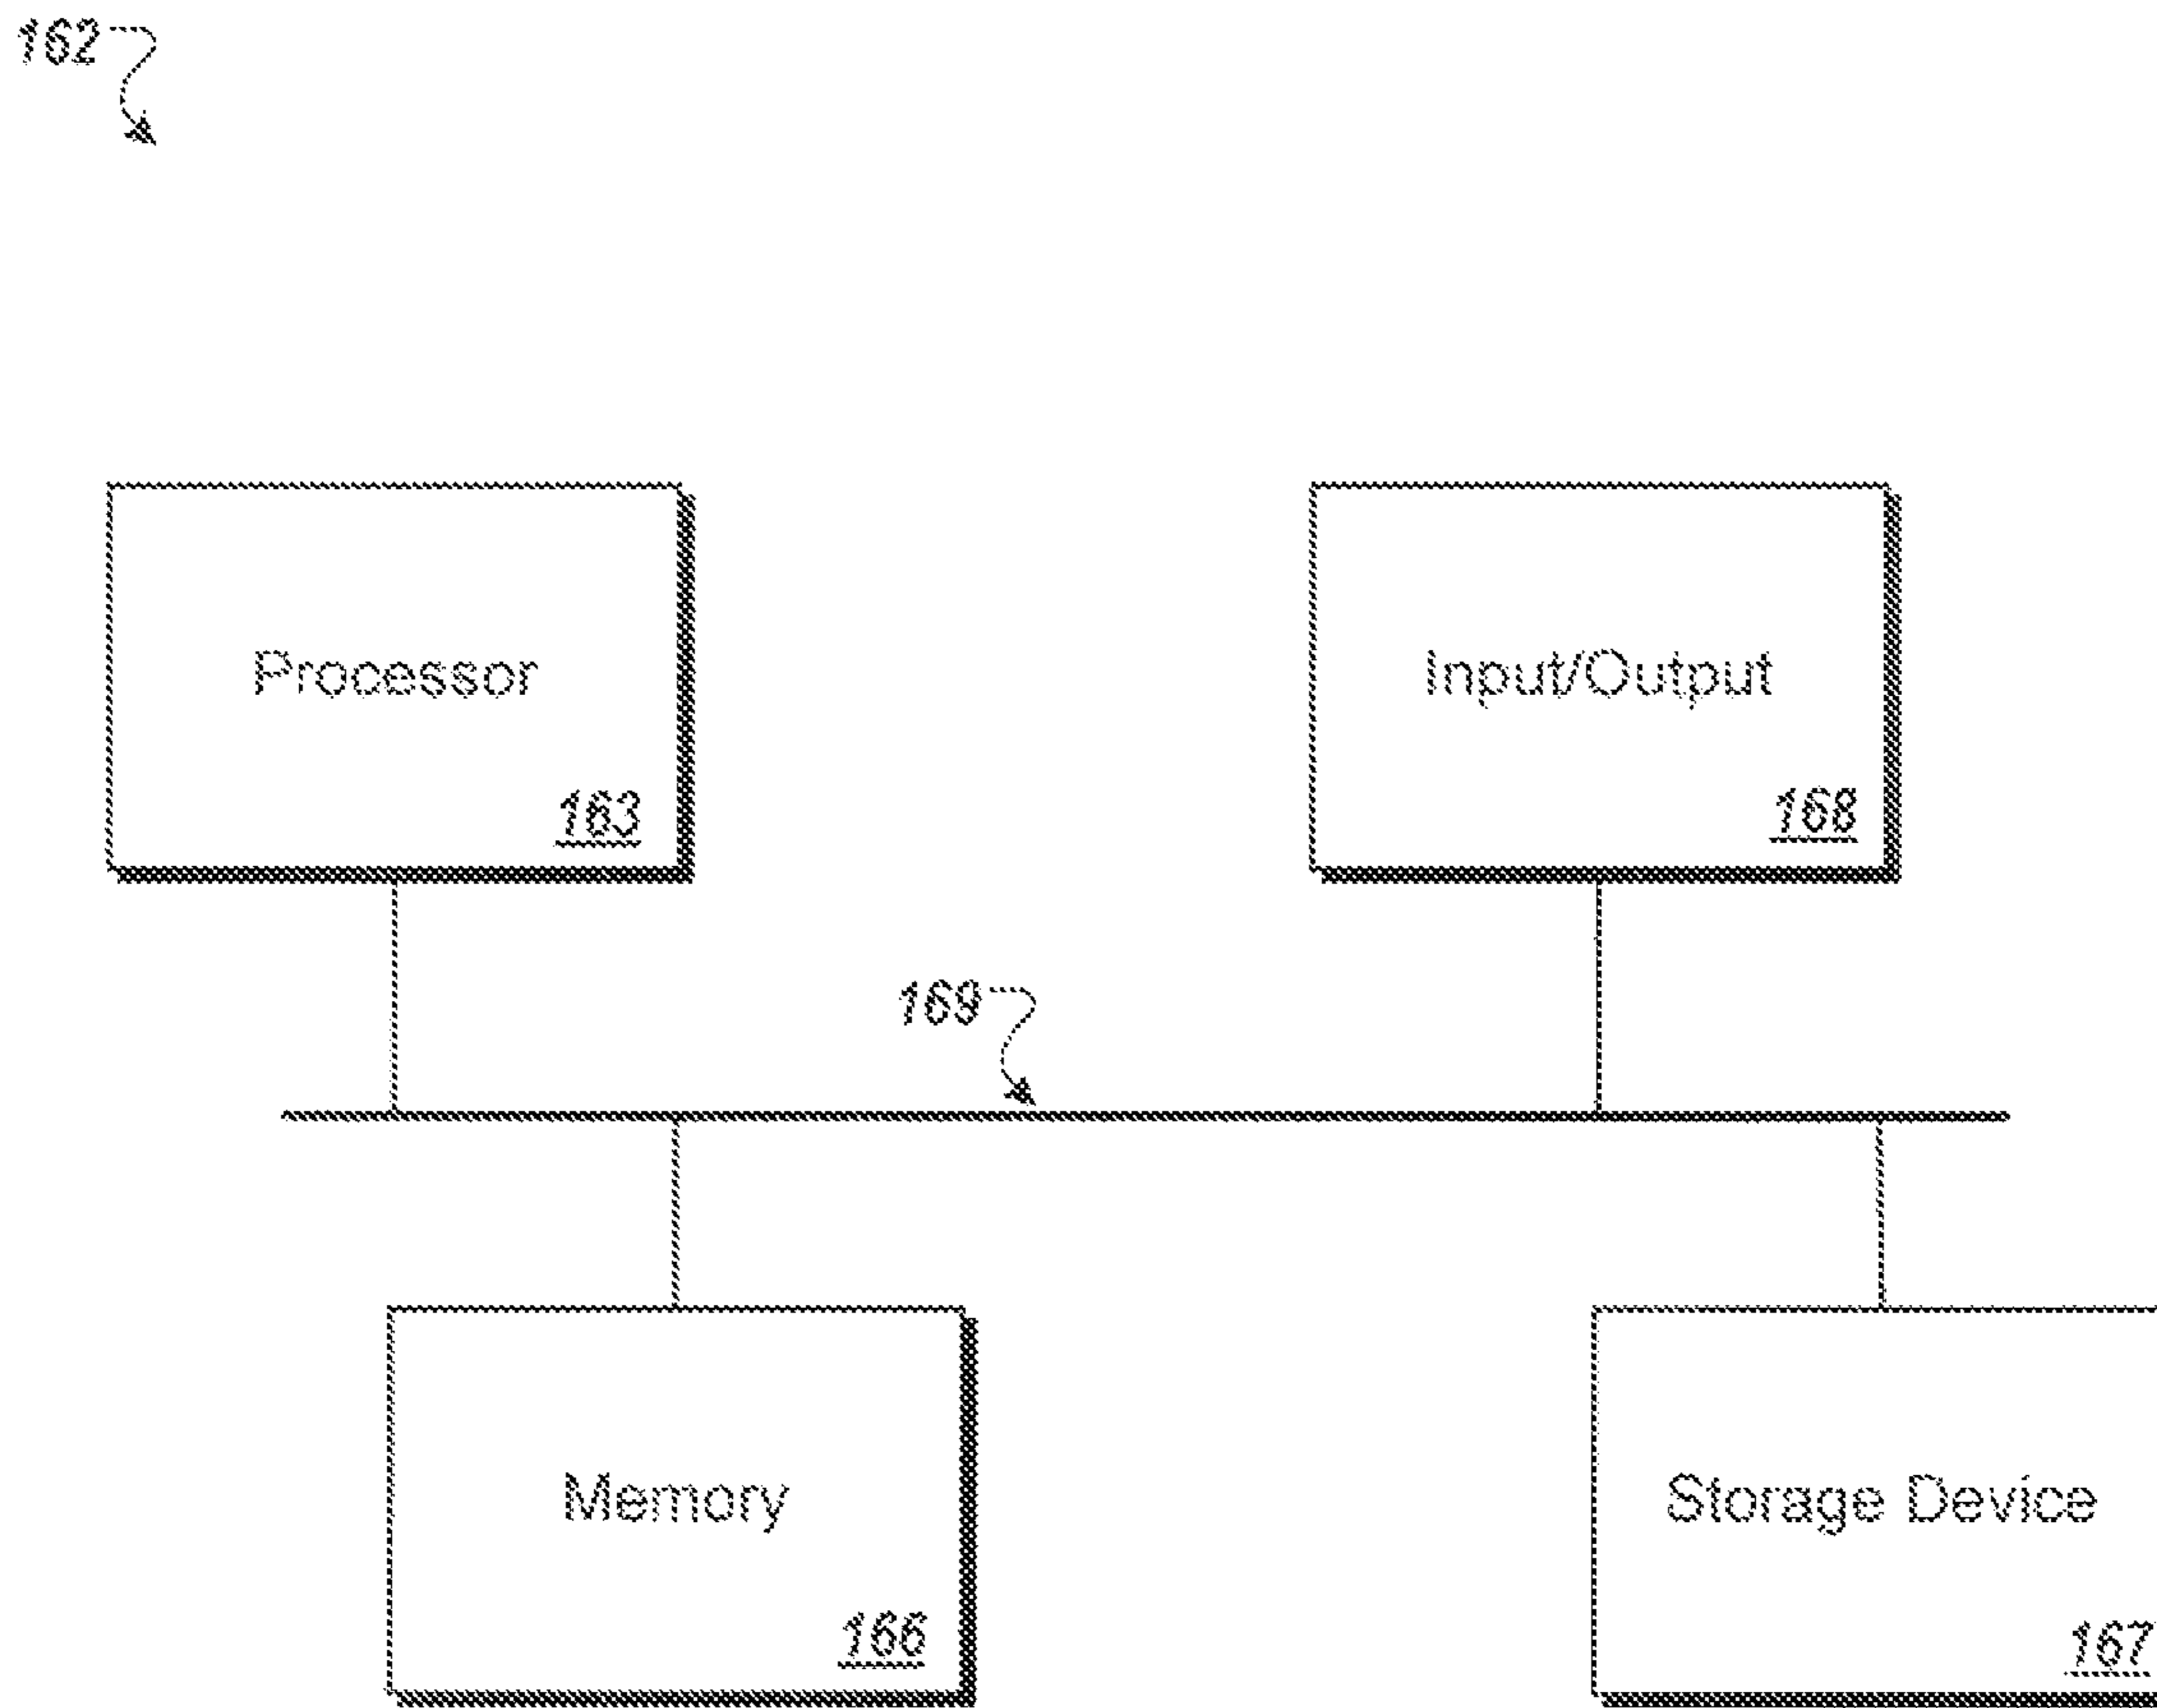 162
Processor
163
Input/Output
168
169
Memory
166
Storage Device
167